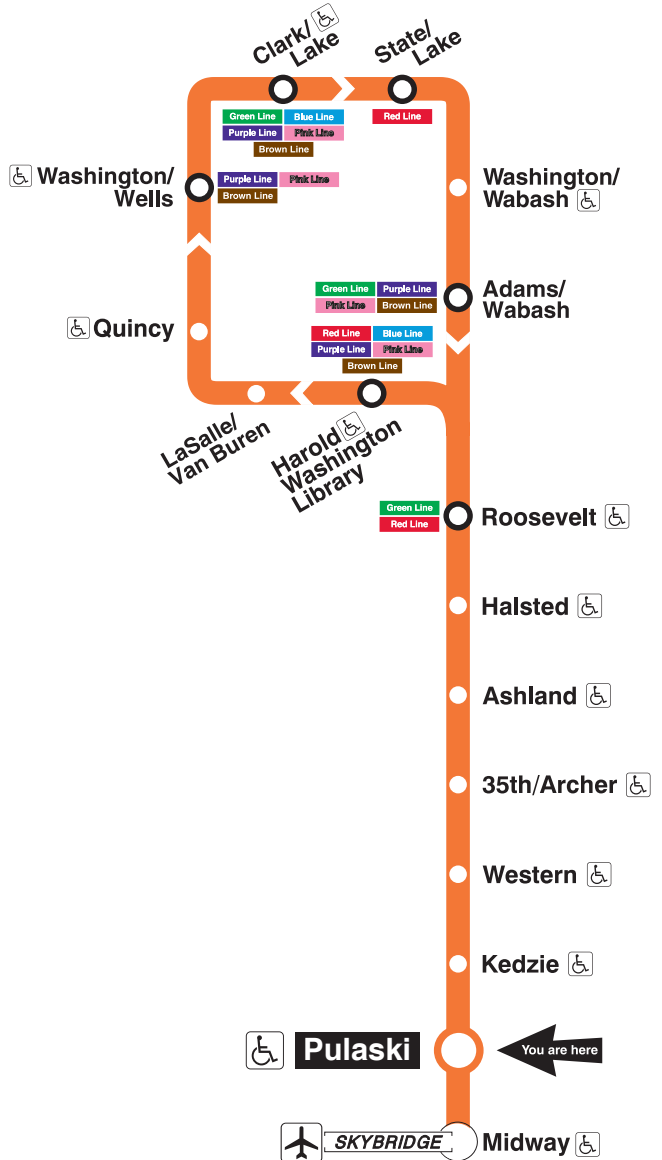 Clark/
Lake
State/
Lake
Green Line Blue Line
Purple Line Pink Line
Brown Line
Red Line
Washington/
Wells
Purple Line Pink Line
Brown Line
Washington/
Wabash
Green Line Purple Line
Pink Line Brown Line
Adams/
Wabash
Quincy
Red Line Blue Line
Purple Line Pink Line
Brown Line
LaSalle/
Van Buren
Harold
Washington
Library
Green Line
Red Line
Roosevelt
Halsted
Ashland
35th/Archer
Western
Kedzie
Pulaski
You are here
SKYBRIDGE
Midway